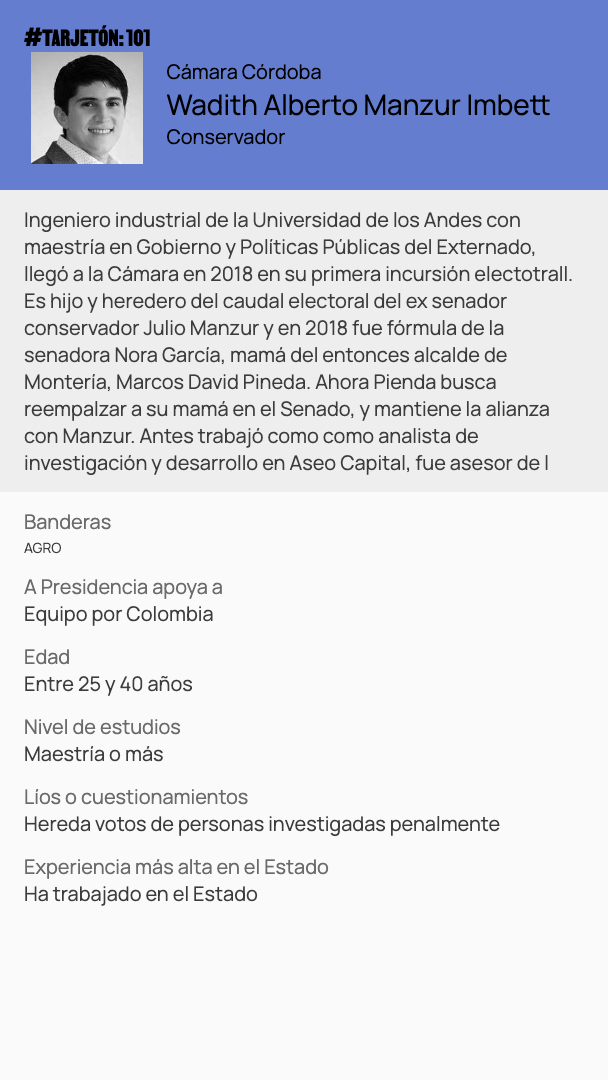 #TARJETÓN: 101
Cámara Córdoba
Wadith Alberto Manzur Imbett
Conservador
Ingeniero industrial de la Universidad de los Andes con
maestría en Gobierno y Políticas Públicas del Externado,
llegó a la Cámara en 2018 en su primera incursión electotrall.
Es hijo y heredero del caudal electoral del ex senador
conservador Julio Manzur y en 2018 fue fórmula de la
senadora Nora García, mamá del entonces alcalde de
Montería, Marcos David Pineda. Ahora Pienda busca
reempalzar a su mamá en el Senado, y mantiene la alianza
con Manzur. Antes trabajó como como analista de
investigación y desarrollo en Aseo Capital, fue asesor de l
Banderas
AGRO
A Presidencia apoya a
Equipo por Colombia
Edad
Entre 25 y 40 años
Nivel de estudios
Maestría o más
Líos o cuestionamientos
Hereda votos de personas investigadas penalmente
Experiencia más alta en el Estado
Ha trabajado en el Estado